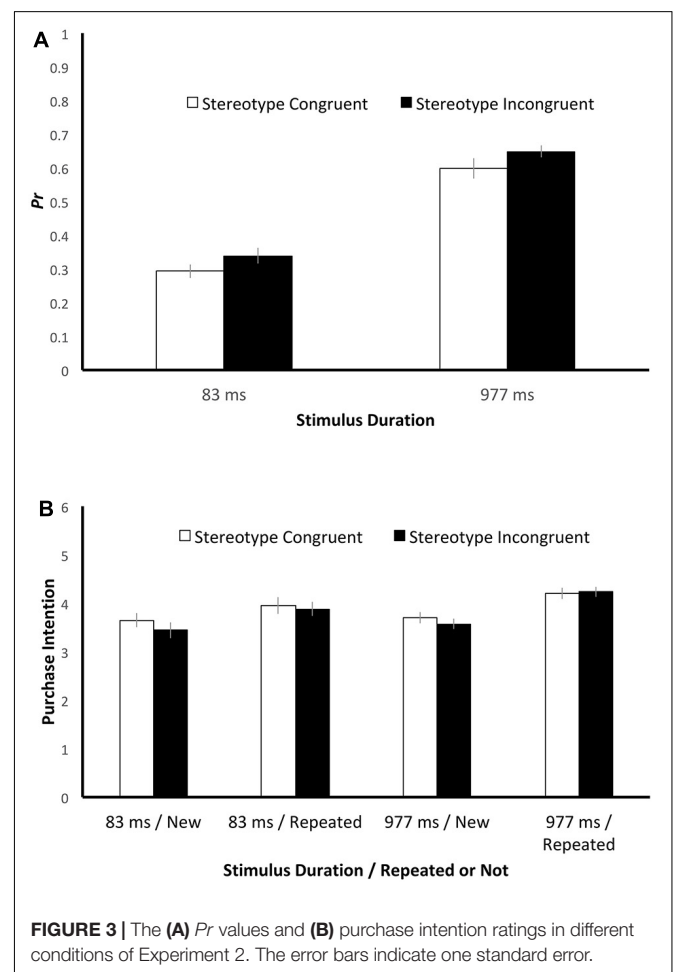 A
1
0.9
0.8
0.7
0.6
0.5
0.4
0.3
0.2
0.1
0
Pr
Stereotype Congruent Stereotype Incongruent
83 ms 977 ms
Stimulus Duration
B
6
5
4
3
2
1
0
Purchase Intention
Stereotype Congruent Stereotype Incongruent
83 ms / New 83 ms / Repeated 977 ms / New 977 ms /
Repeated
Stimulus Duration / Repeated or Not
FIGURE 3 | The (A) Pr values and (B) purchase intention ratings in different
conditions of Experiment 2. The error bars indicate one standard error.